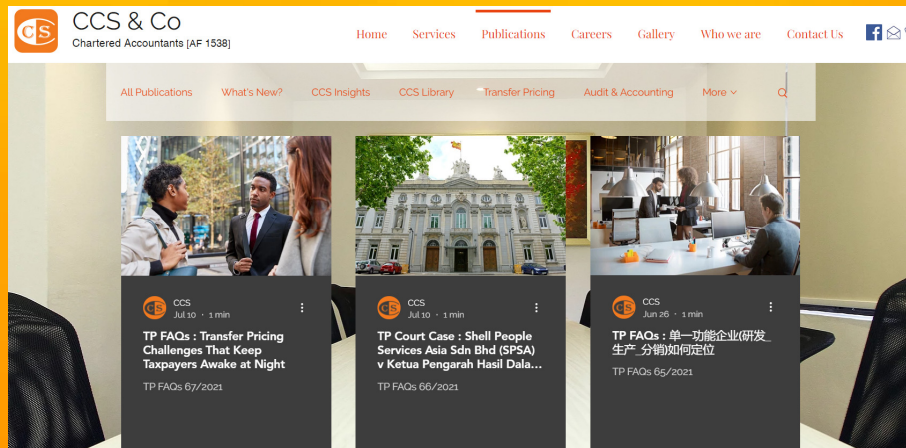 CS
CCS & Co
Chartered Accountants [AF 1538]
Home Services Publications Careers Gallery Who we are Contact Us
All Publications What's New? CCS Insights CCS Library Transfer Pricing Audit & Accounting More
CS
CCS
Jul 10 · 1 min
TP FAQs : Transfer Pricing
Challenges That Keep
Taxpayers Awake at Night
TP FAQs 67/2021
CS
CCS
Jul 10 · 1 min
TP Court Case : Shell People
Services Asia Sdn Bhd (SPSA)
v Ketua Pengarah Hasil Dala...
TP FAQs 66/2021
CS
CCS
Jun 26 · 1 min
TP FAQs : 单一功能企业(研发_
生产_分销)如何定位
TP FAQs 65/2021